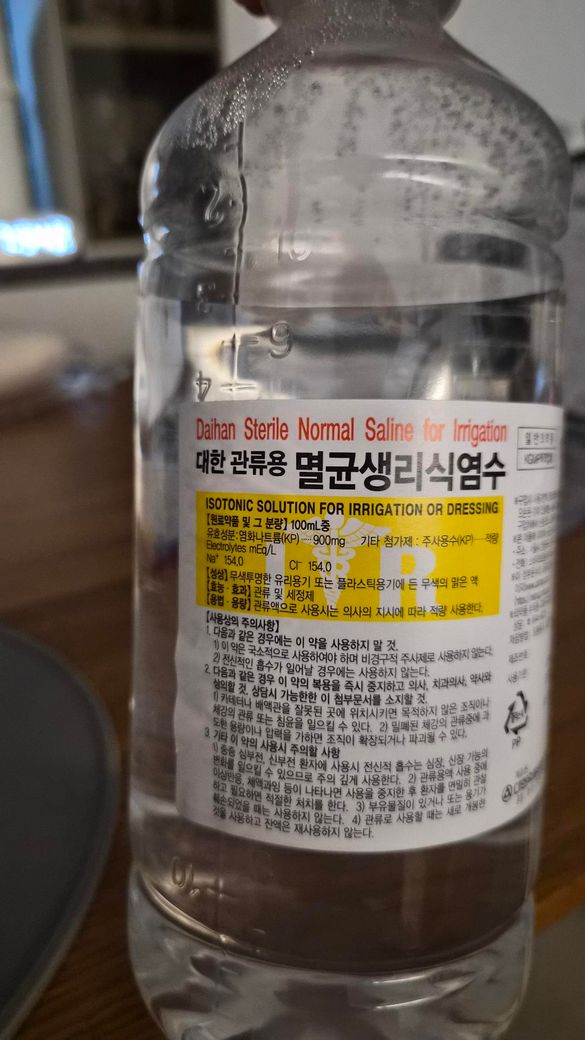 Daihan Sterile Normal Saline for Irrigation
대한 관류용 멸균생리식염수
ISOTONIC SOLUTION FOR IRRIGATION OR DRESSING
【원료약품 및 그 분량】 100mL중
유효성분:염화나트륨(KP)····900mg 기타 첨가제 : 주사용수(KP)····적량
Electrolytes mEq/L
Na⁺ 154.0 Cl⁻ 154.0
【성상】 무색투명한 유리용기 또는 플라스틱용기에 든 무색의 맑은 액
【효능·효과】 관류 및 세정제
【용법·용량】 관류액으로 사용시는 의사의 지시에 따라 적량 사용한다.
【사용상의 주의사항】
1. 다음과 같은 경우에는 이 약을 사용하지 말 것.
1) 이 약은 국소적으로 사용하여야 하며 비경구적 주사제로 사용하지 않는다.
2) 전신적인 흡수가 일어날 경우에는 사용하지 않는다.
2. 다음과 같은 경우 이 약의 복용을 즉시 중지하고 의사, 치과의사, 약사와
상의할 것. 상담시 가능한한 이 첨부문서를 소지할 것.
1) 카테터나 배액관을 잘못된 곳에 위치시키면 목적하지 않은 조직이나
체강의 관류 또는 침윤을 일으킬 수 있다. 2) 밀폐된 체강의 관류중에 과
도한 용량이나 압력을 가하면 조직이 확장되거나 파괴될 수 있다.
3. 기타 이 약의 사용시 주의할 사항
1) 중증 심부전, 신부전 환자에 사용시 전신적 흡수는 심장, 신장 기능의
변화를 일으킬 수 있으므로 주의 깊게 사용한다. 2) 관류용액 사용 중에
이상반응, 체액과잉 등이 나타나면 사용을 중지한 후 환자를 면밀히 관찰
하고 필요하면 적절한 처치를 한다. 3) 부유물질이 있거나 또는 용기가
훼손되었을 때는 사용하지 않는다. 4) 관류로 사용할 때는 새로 개봉한
것을 사용하고 잔액은 재사용하지 않는다.
일반의약품
PP
2
3
4
9
10